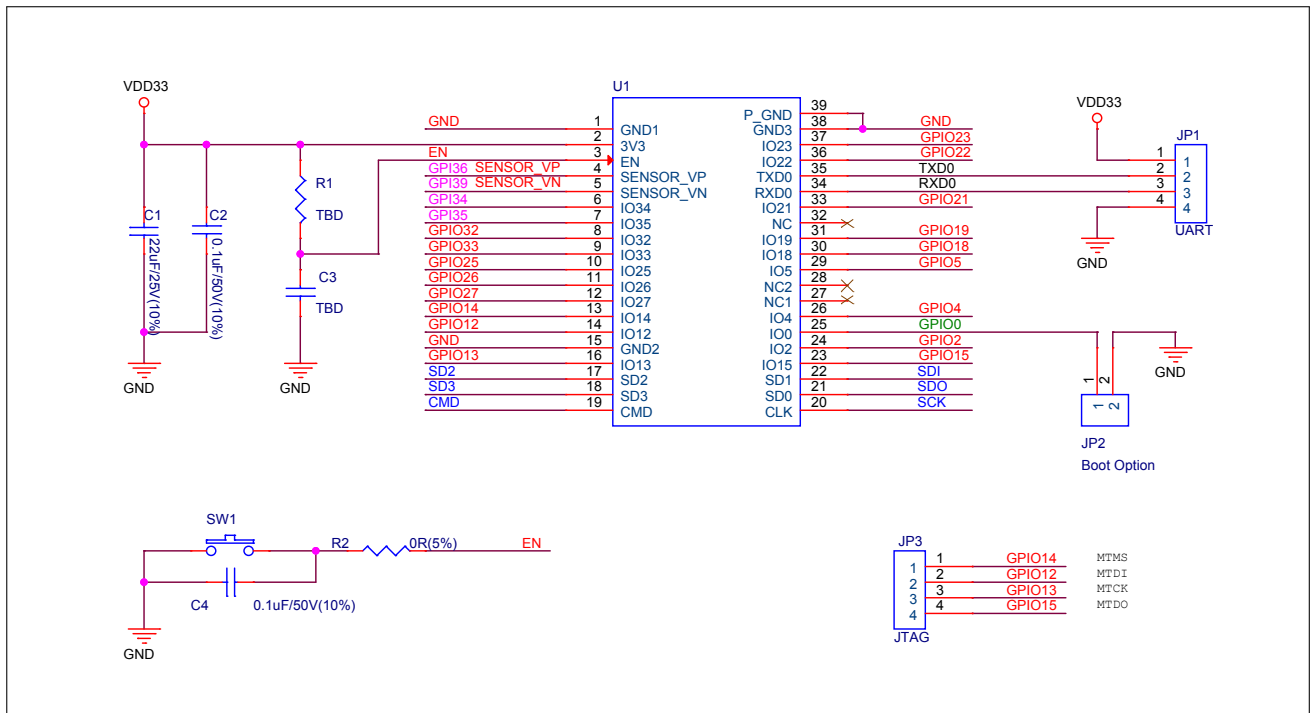 VDD33
C1
22uF/25V(10%)
C2
0.1uF/50V(10%)
GND
R1
TBD
C3
TBD
GND
U1
GND 1 GND1
2 3V3
EN 3 EN
GPI36 SENSOR_VP 4 SENSOR_VP
GPI39 SENSOR_VN 5 SENSOR_VN
GPI34 6 IO34
GPI35 7 IO35
GPIO32 8 IO32
GPIO33 9 IO33
GPIO25 10 IO25
GPIO26 11 IO26
GPIO27 12 IO27
GPIO14 13 IO14
GPIO12 14 IO12
GND 15 GND2
GPIO13 16 IO13
SD2 17 SD2
SD3 18 SD3
CMD 19 CMD
P_GND 39
GND3 38 GND
IO23 37 GPIO23
IO22 36 GPIO22
TXD0 35 TXD0
RXD0 34 RXD0
IO21 33 GPIO21
NC 32
IO19 31 GPIO19
IO18 30 GPIO18
IO5 29 GPIO5
NC2 28
NC1 27
IO4 26 GPIO4
IO0 25 GPIO0
IO2 24 GPIO2
IO15 23 GPIO15
SD1 22 SDI
SD0 21 SDO
CLK 20 SCK
VDD33
JP1
1 1
2 2
3 3
4 4
UART
GND
GND
1 2
1 2
JP2
Boot Option
SW1
R2 0R(5%) EN
C4 0.1uF/50V(10%)
GND
JP3
1 1 GPIO14 MTMS
2 2 GPIO12 MTDI
3 3 GPIO13 MTCK
4 4 GPIO15 MTDO
JTAG